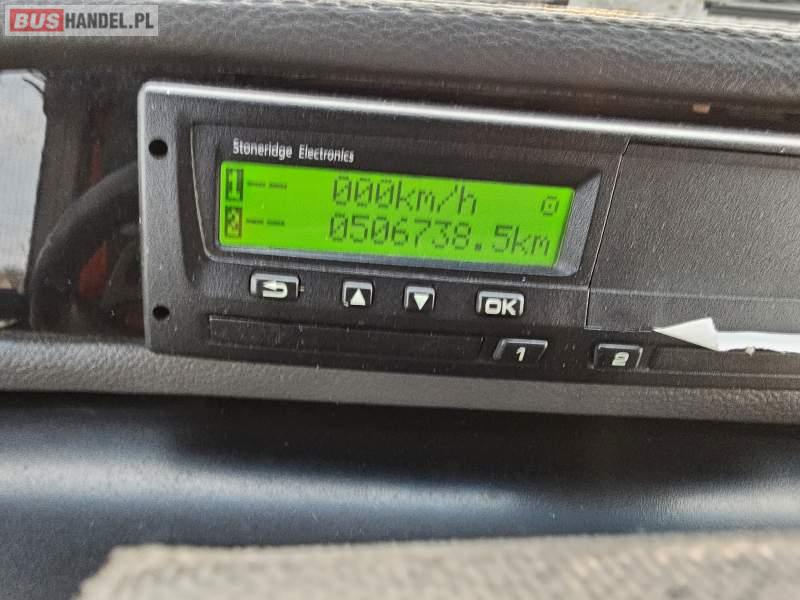 BUSHANDEL.PL
Stoneridge Electronics
1-- 000km/h
2-- 0506738.5km
OK
1 2